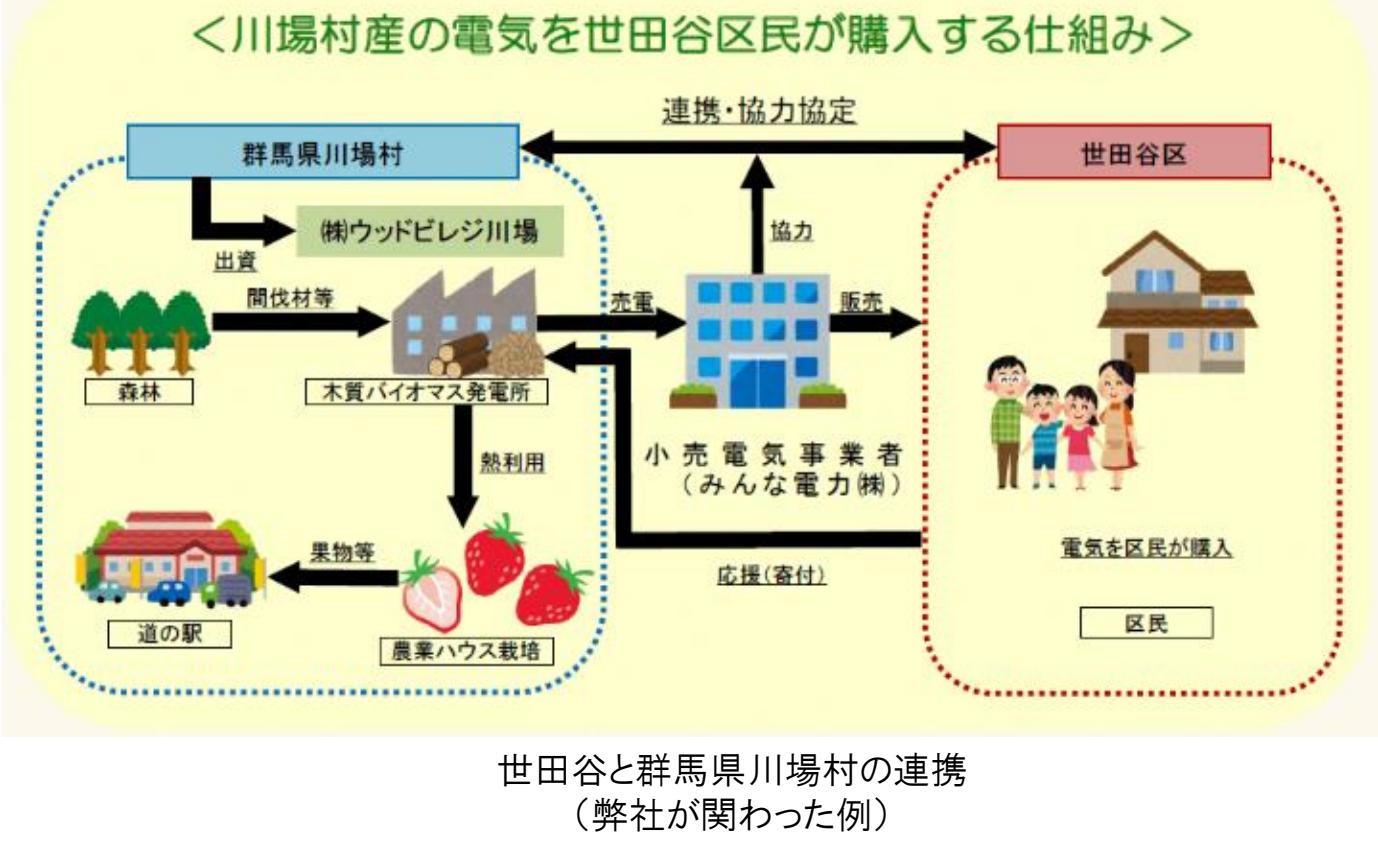 ＜川場村産の電気を世田谷区民が購入する仕組み＞
連携・協力協定
群馬県川場村
世田谷区
㈱ウッドビレジ川場
出資
協力
間伐材等
売電
販売
森林
木質バイオマス発電所
熱利用
小売電気事業者
（みんな電力㈱）
果物等
応援（寄付）
電気を区民が購入
道の駅
農業ハウス栽培
区民
世田谷と群馬県川場村の連携
（弊社が関わった例）